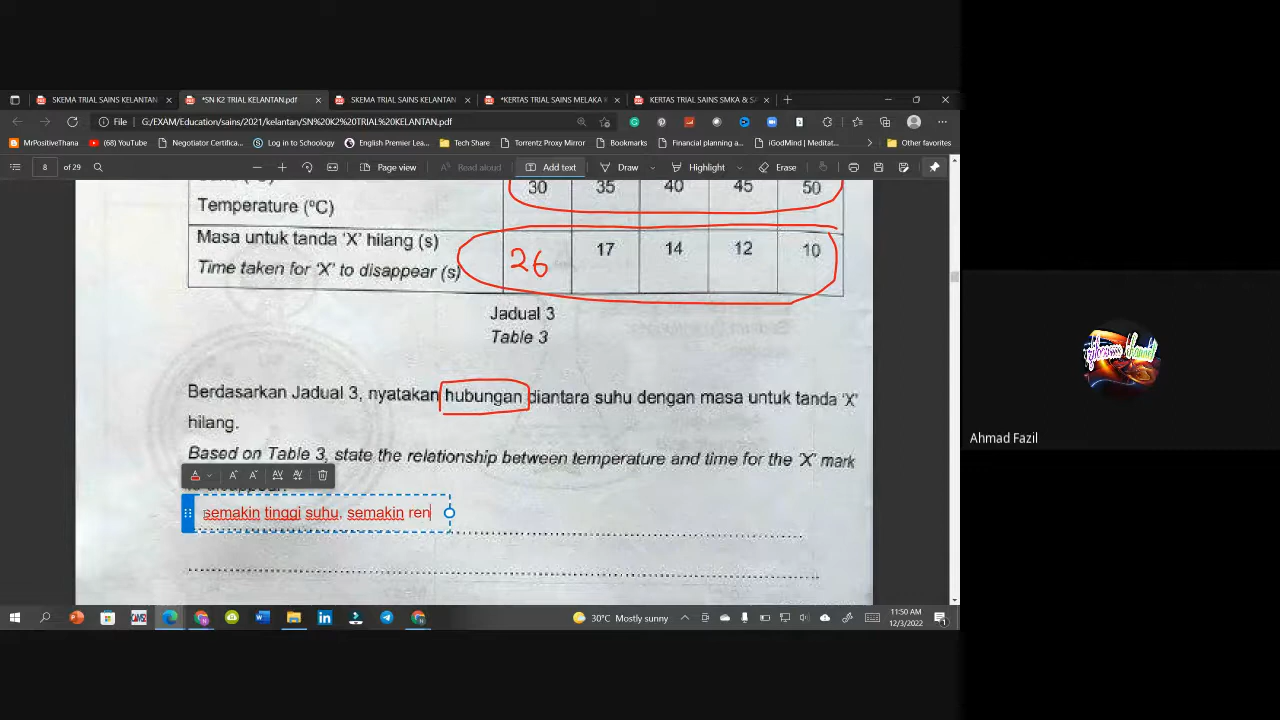 SKEMA TRIAL SAINS KELANTAN
*SN K2 TRIAL KELANTAN.pdf
SKEMA TRIAL SAINS KELANTAN
*KERTAS TRIAL SAINS MELAKA K
KERTAS TRIAL SAINS SMKA & SA
File G:/EXAM/Education/sains/2021/kelantan/SN%20K2%20TRIAL%20KELANTAN.pdf
MrPositiveThana (68) YouTube Negotiator Certifica... Log in to Schoology English Premier Lea... Tech Share Torrentz Proxy Mirror Bookmarks Financial planning a... iGodMind | Meditat... Other favorites
8 of 29 Page view Read aloud Add text Draw Highlight Erase
30 35 40 45 50
Temperature (°C)
Masa untuk tanda 'X' hilang (s)
Time taken for 'X' to disappear (s)
26 17 14 12 10
Jadual 3
Table 3
Berdasarkan Jadual 3, nyatakan hubungan diantara suhu dengan masa untuk tanda 'X'
hilang.
Based on Table 3, state the relationship between temperature and time for the 'X' mark
semakin tinggi suhu, semakin ren
Ahmad Fazil
30°C Mostly sunny
11:50 AM
12/3/2022